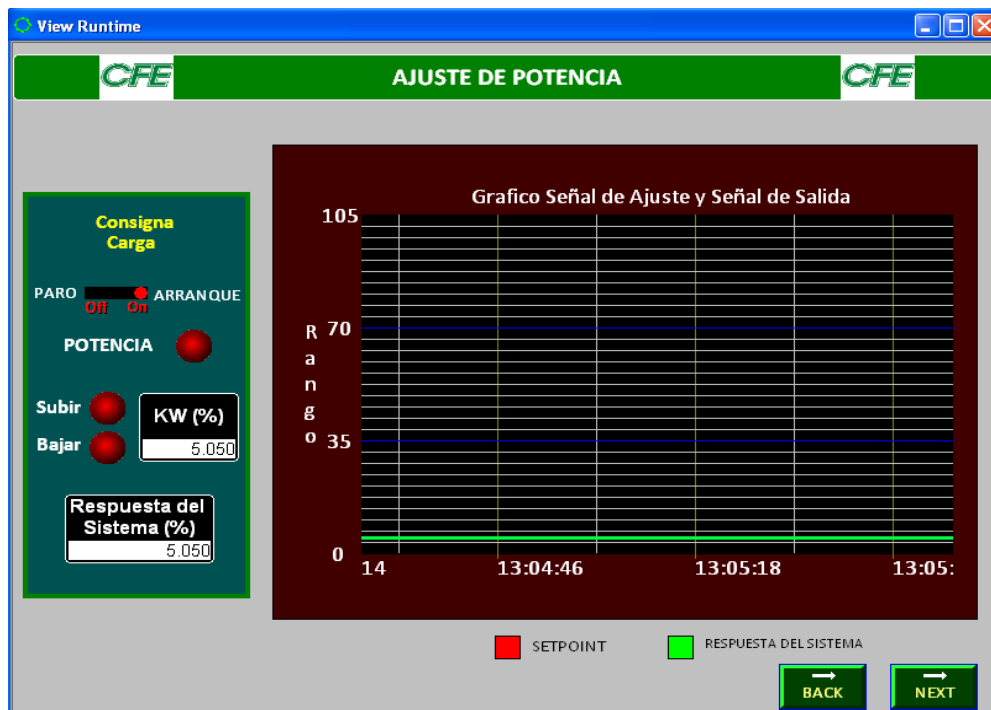 View Runtime
CFE
AJUSTE DE POTENCIA
CFE
Consigna
Carga
PARO
Off
On
ARRANQUE
POTENCIA
Subir
Bajar
KW (%)
5.050
Respuesta del
Sistema (%)
5.050
Grafico Señal de Ajuste y Señal de Salida
105
70
35
0
Rango
14
13:04:46
13:05:18
13:05:
SETPOINT
RESPUESTA DEL SISTEMA
BACK
NEXT